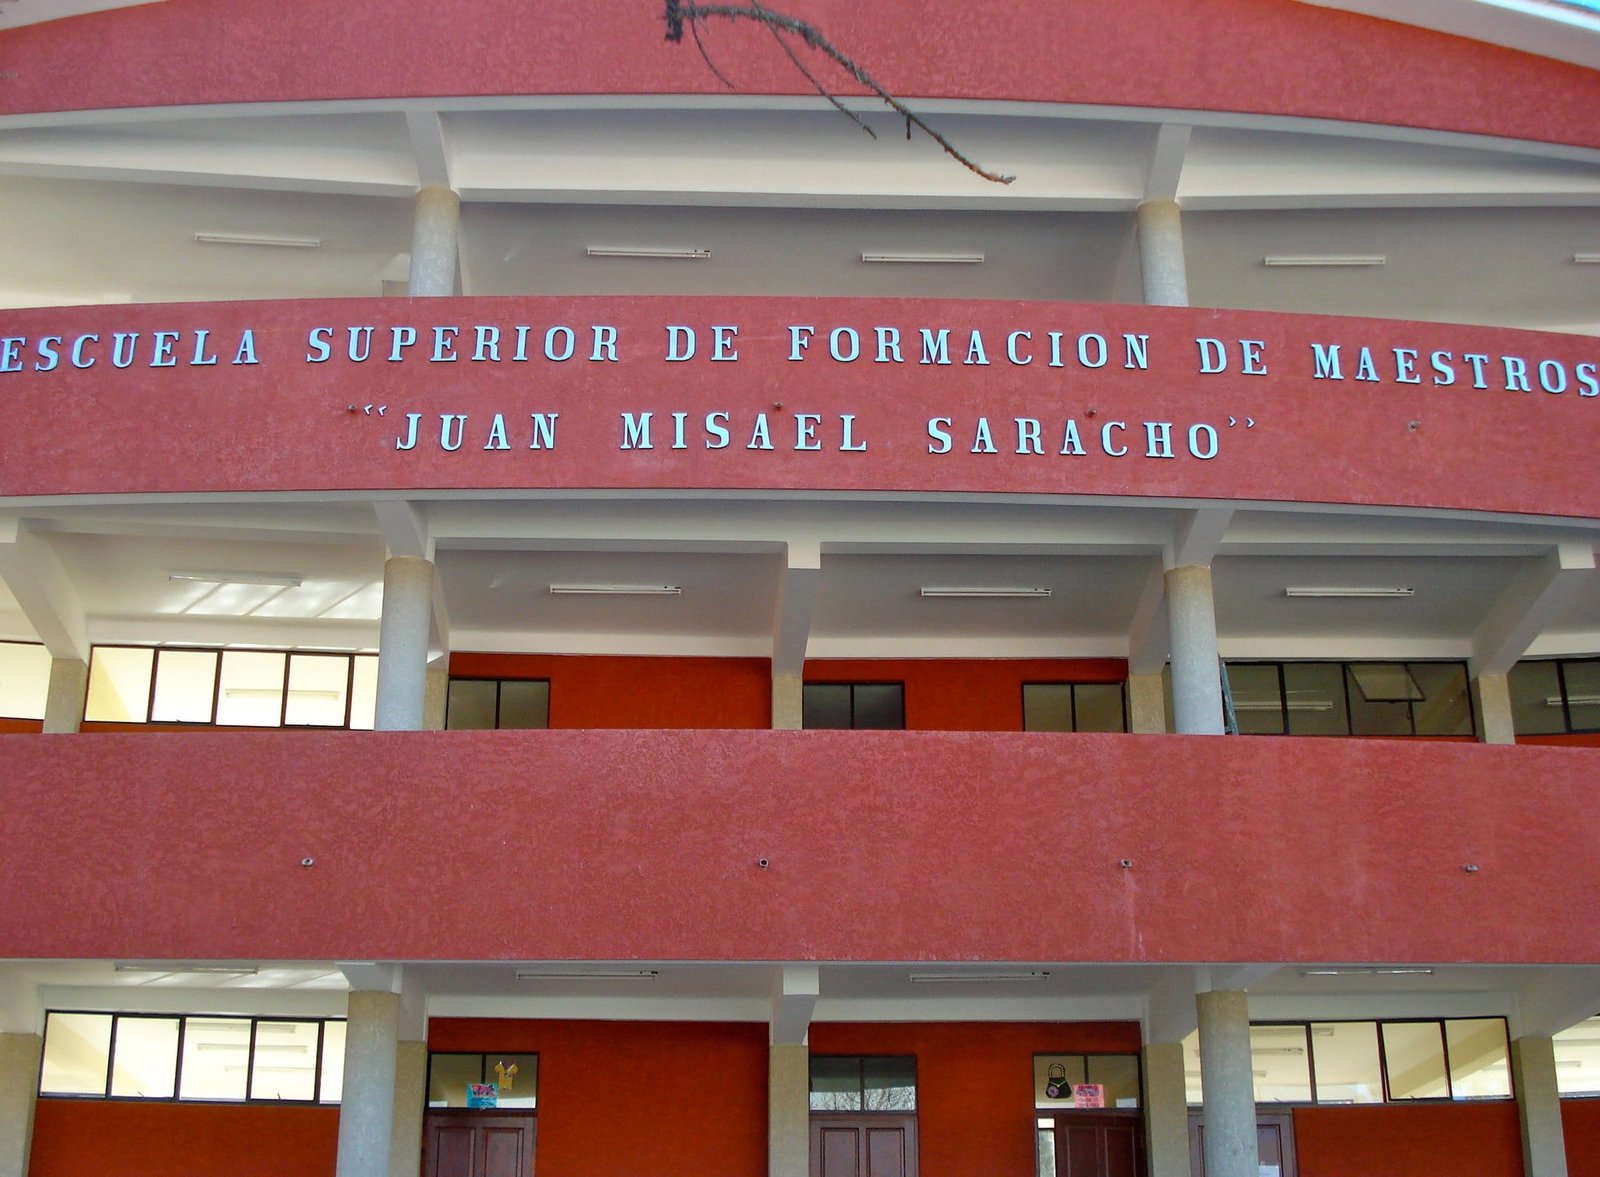 ESCUELA SUPERIOR DE FORMACION DE MAESTROS
‘‘JUAN MISAEL SARACHO’’